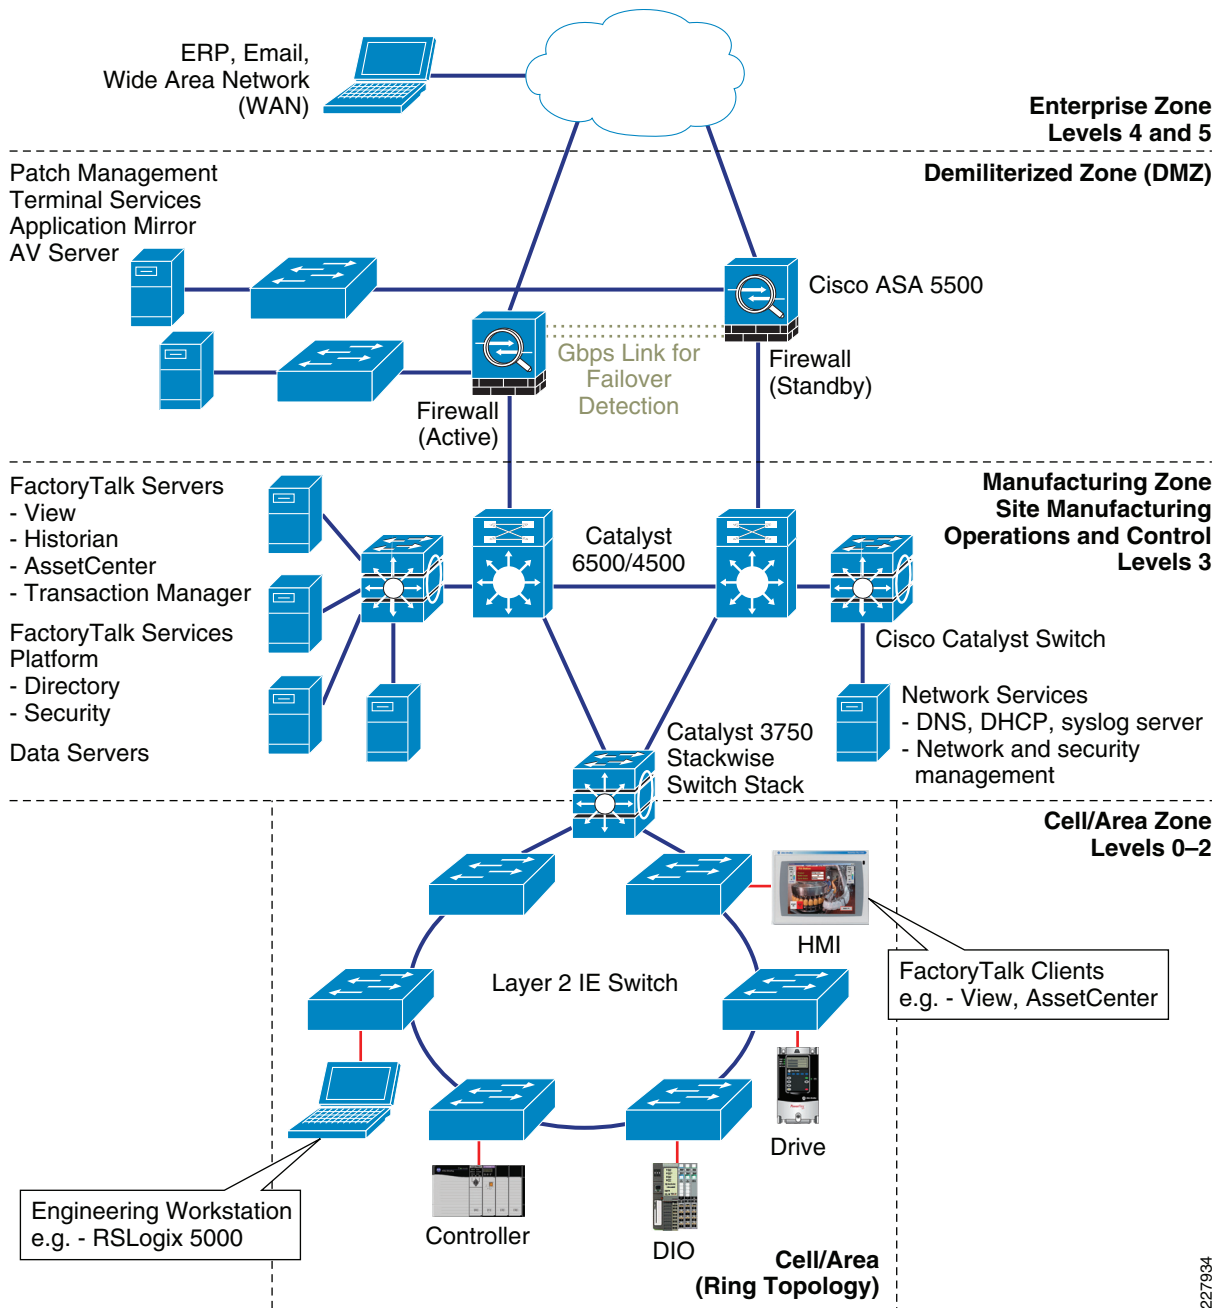 ERP, Email,
Wide Area Network
(WAN)
Enterprise Zone
Levels 4 and 5
Patch Management
Terminal Services
Application Mirror
AV Server
Demiliterized Zone (DMZ)
Cisco ASA 5500
Gbps Link for
Failover
Detection
Firewall
(Standby)
Firewall
(Active)
FactoryTalk Servers
- View
- Historian
- AssetCenter
- Transaction Manager
FactoryTalk Services
Platform
- Directory
- Security
Data Servers
Catalyst
6500/4500
Manufacturing Zone
Site Manufacturing
Operations and Control
Levels 3
Cisco Catalyst Switch
Network Services
- DNS, DHCP, syslog server
- Network and security
management
Catalyst 3750
Stackwise
Switch Stack
Cell/Area Zone
Levels 0–2
HMI
FactoryTalk Clients
e.g. - View, AssetCenter
Layer 2 IE Switch
Drive
Engineering Workstation
e.g. - RSLogix 5000
Controller
DIO
Cell/Area
(Ring Topology)
227934